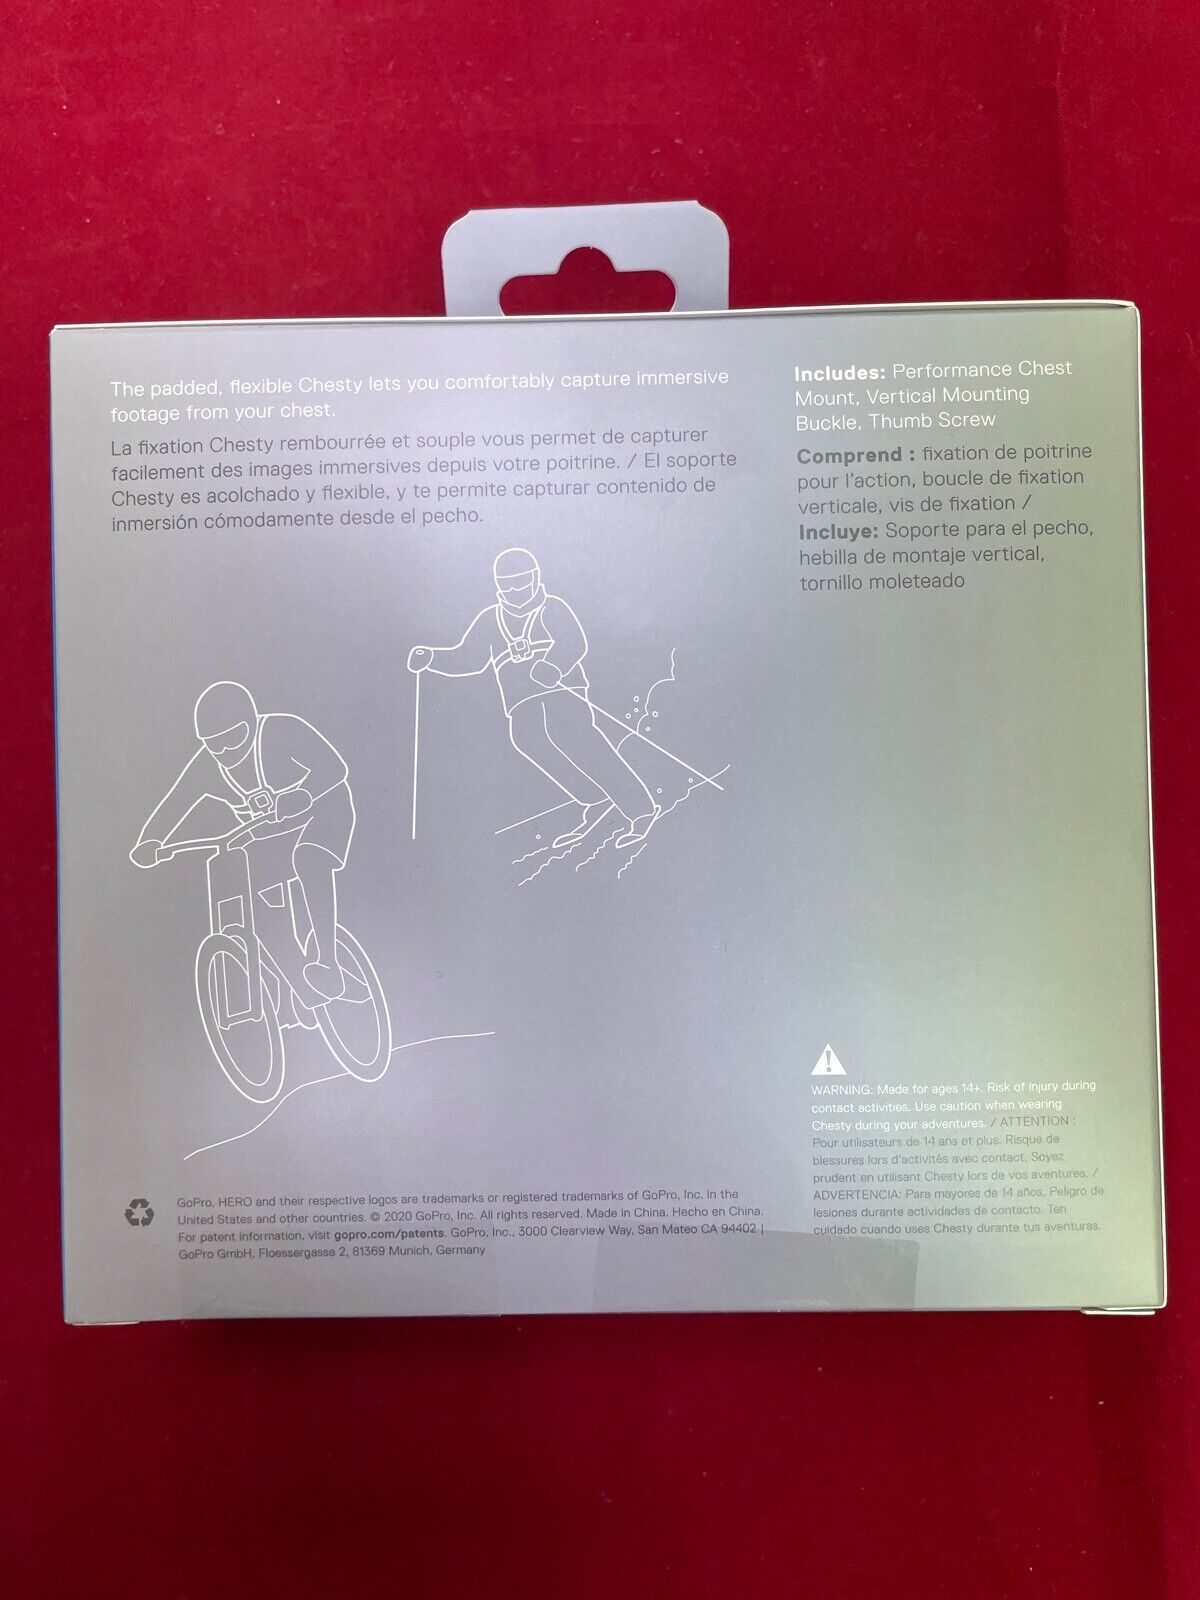 The padded, flexible Chesty lets you comfortably capture immersive
footage from your chest.
La fixation Chesty rembourrée et souple vous permet de capturer
facilement des images immersives depuis votre poitrine. / El soporte
Chesty es acolchado y flexible, y te permite capturar contenido de
inmersión cómodamente desde el pecho.
Includes: Performance Chest
Mount, Vertical Mounting
Buckle, Thumb Screw
Comprend : fixation de poitrine
pour l'action, boucle de fixation
verticale, vis de fixation /
Incluye: Soporte para el pecho,
hebilla de montaje vertical,
tornillo moleteado
WARNING: Made for ages 14+. Risk of injury during
contact activities. Use caution when wearing
Chesty during your adventures. / ATTENTION :
Pour utilisateurs de 14 ans et plus. Risque de
blessures lors d'activités avec contact. Soyez
prudent en utilisant Chesty lors de vos aventures. /
ADVERTENCIA: Para mayores de 14 años. Peligro de
lesiones durante actividades de contacto. Ten
cuidado cuando uses Chesty durante tus aventuras.
GoPro, HERO and their respective logos are trademarks or registered trademarks of GoPro, Inc. in the
United States and other countries. © 2020 GoPro, Inc. All rights reserved. Made in China. Hecho en China.
For patent information, visit gopro.com/patents. GoPro, Inc., 3000 Clearview Way, San Mateo CA 94402 |
GoPro GmbH, Floessergasse 2, 81369 Munich, Germany